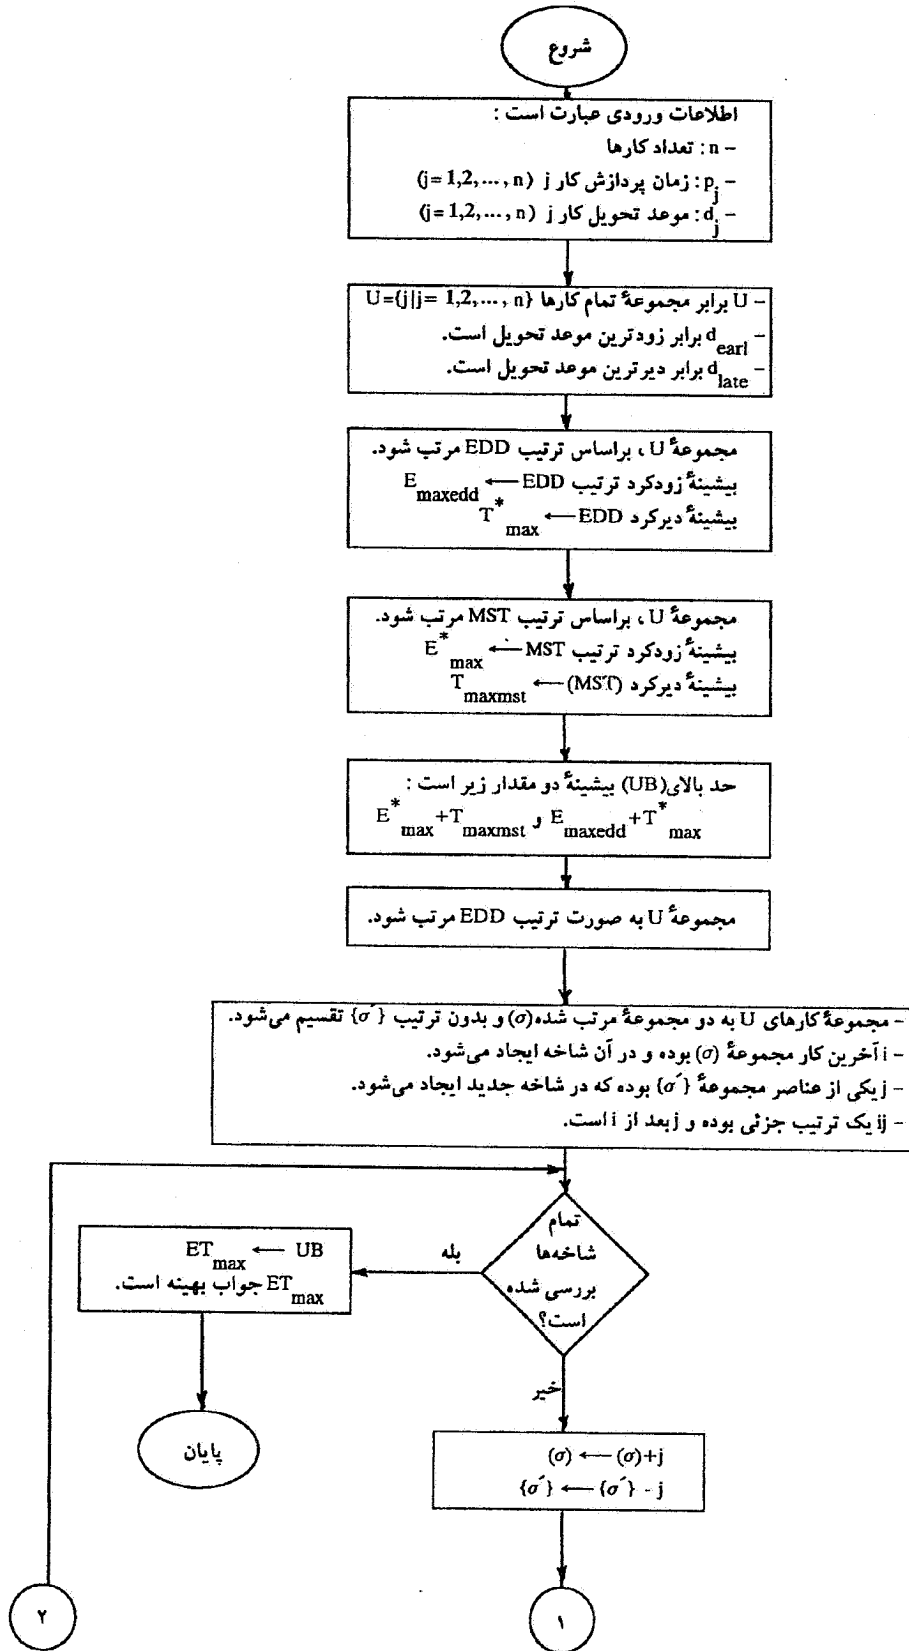 شروع
اطلاعات ورودی عبارت است :
- n : تعداد کارها
- p_j : زمان پردازش کار j (j=1,2,..., n)
- d_j : موعد تحویل کار j (j=1,2,..., n)
- U برابر مجموعهٔ تمام کارها U={j|j= 1,2,..., n}
- d_earl برابر زودترین موعد تحویل است.
- d_late برابر دیرترین موعد تحویل است.
مجموعهٔ U ، براساس ترتیب EDD مرتب شود.
بیشینهٔ زودکرد ترتیب E_maxedd ← EDD
بیشینهٔ دیرکرد T*_max ← EDD
مجموعهٔ U ، براساس ترتیب MST مرتب شود.
بیشینهٔ زودکرد ترتیب E*_max ← MST
بیشینهٔ دیرکرد T_maxmst ← (MST)
حد بالای (UB) بیشینهٔ دو مقدار زیر است :
E*_max+T_maxmst و E_maxedd+T*_max
مجموعهٔ U به صورت ترتیب EDD مرتب شود.
- مجموعهٔ کارهای U به دو مجموعهٔ مرتب شده (σ) و بدون ترتیب {σ´} تقسیم می‌شود.
- i آخرین کار مجموعهٔ (σ) بوده و در آن شاخه ایجاد می‌شود.
- j یکی از عناصر مجموعهٔ {σ´} بوده که در شاخه جدید ایجاد می‌شود.
- ij یک ترتیب جزئی بوده و j بعد از i است.
تمام
شاخه‌ها
بررسی شده
است؟
بله
ET_max ← UB
ET_max جواب بهینه است.
پایان
خیر
(σ) ← (σ)+j
{σ´} ← {σ´} - j
۲
۱